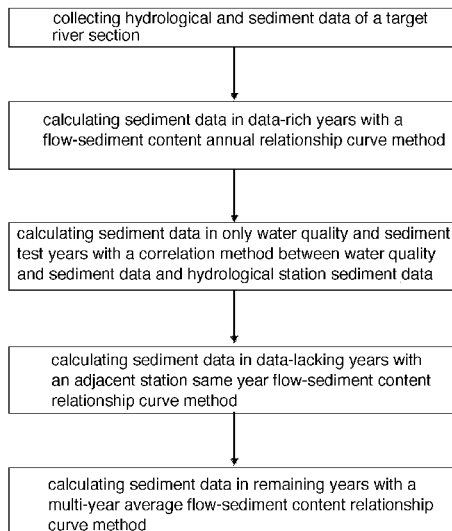 collecting hydrological and sediment data of a target
river section
calculating sediment data in data-rich years with a
flow-sediment content annual relationship curve method
calculating sediment data in only water quality and sediment
test years with a correlation method between water quality
and sediment data and hydrological station sediment data
calculating sediment data in data-lacking years with
an adjacent station same year flow-sediment content
relationship curve method
calculating sediment data in remaining years with a
multi-year average flow-sediment content relationship
curve method